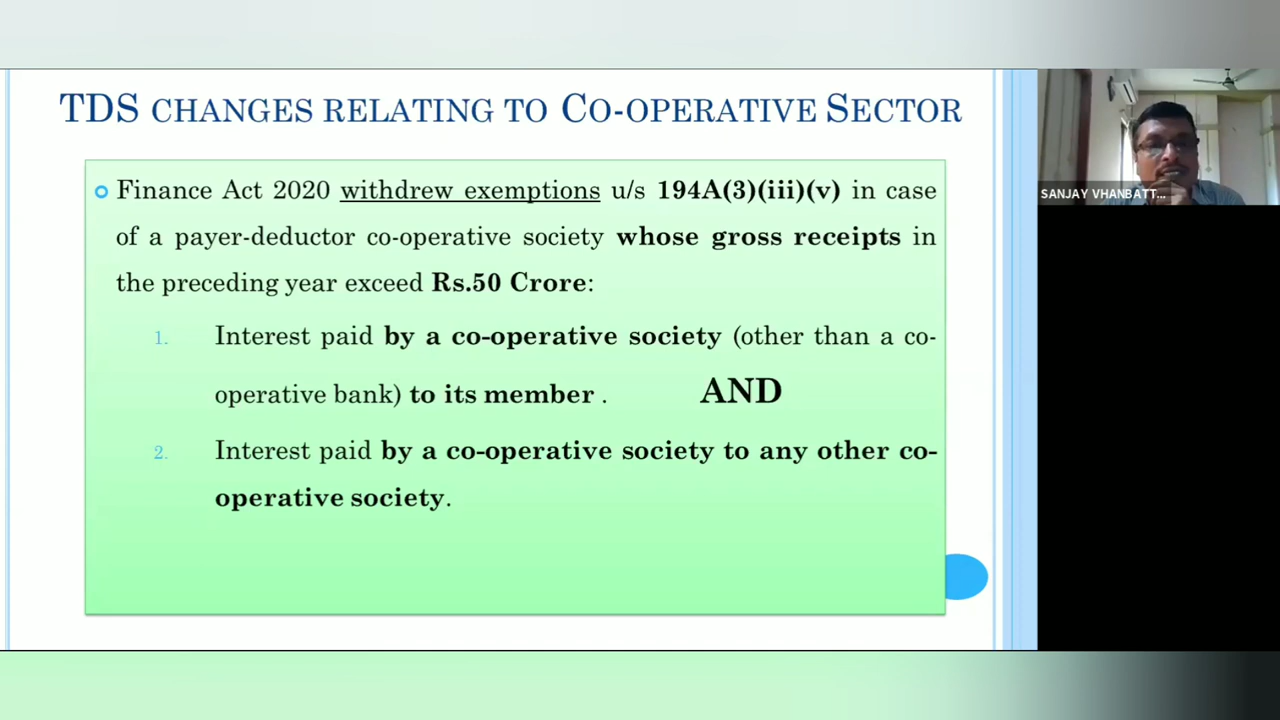 TDS CHANGES RELATING TO CO-OPERATIVE SECTOR
Finance Act 2020 withdrew exemptions u/s 194A(3)(iii)(v) in case
of a payer-deductor co-operative society whose gross receipts in
the preceding year exceed Rs.50 Crore:
1. Interest paid by a co-operative society (other than a co-
operative bank) to its member . AND
2. Interest paid by a co-operative society to any other co-
operative society.
SANJAY VHANBATT...